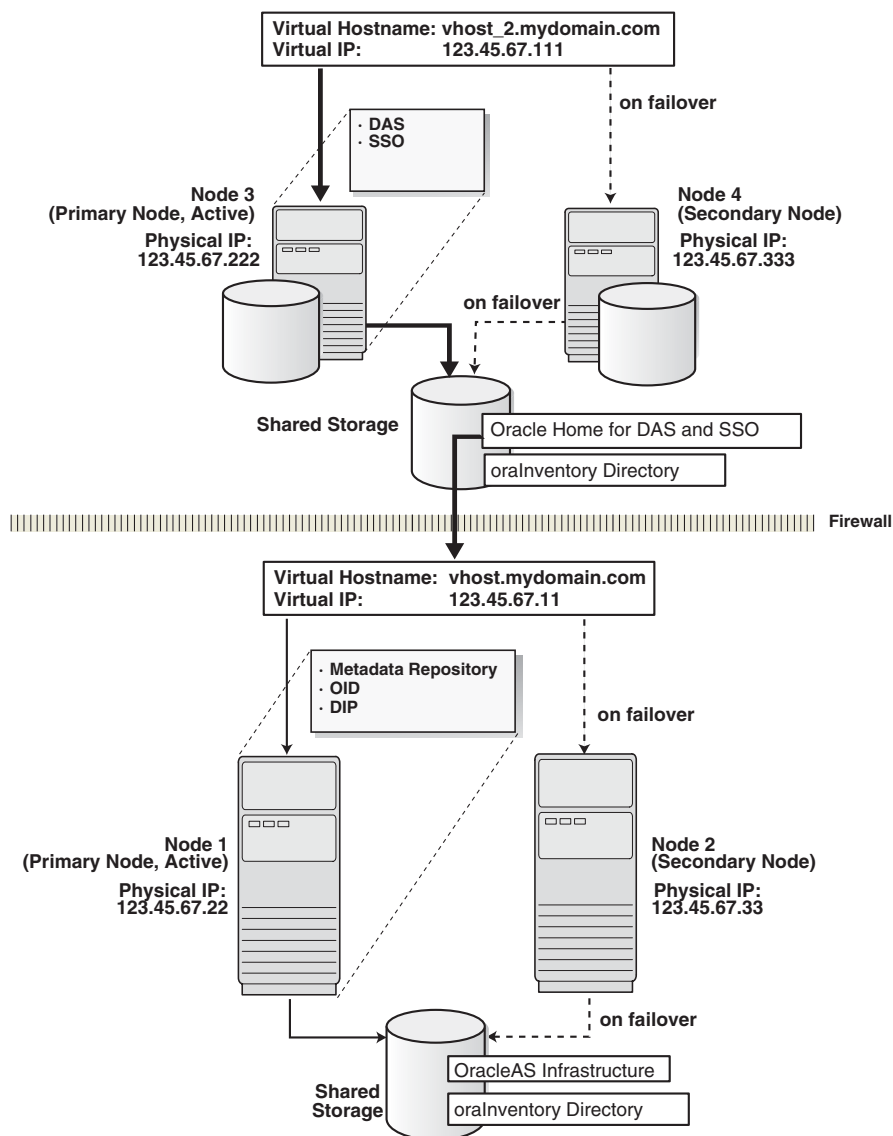 Virtual Hostname: vhost_2.mydomain.com
Virtual IP: 123.45.67.111
on failover
· DAS
· SSO
Node 3
(Primary Node, Active)
Physical IP:
123.45.67.222
Node 4
(Secondary Node)
Physical IP:
123.45.67.333
on failover
Shared Storage
Oracle Home for DAS and SSO
oraInventory Directory
Firewall
Virtual Hostname: vhost.mydomain.com
Virtual IP: 123.45.67.11
· Metadata Repository
· OID
· DIP
on failover
Node 1
(Primary Node, Active)
Physical IP:
123.45.67.22
Node 2
(Secondary Node)
Physical IP:
123.45.67.33
on failover
Shared
Storage
OracleAS Infrastructure
oraInventory Directory